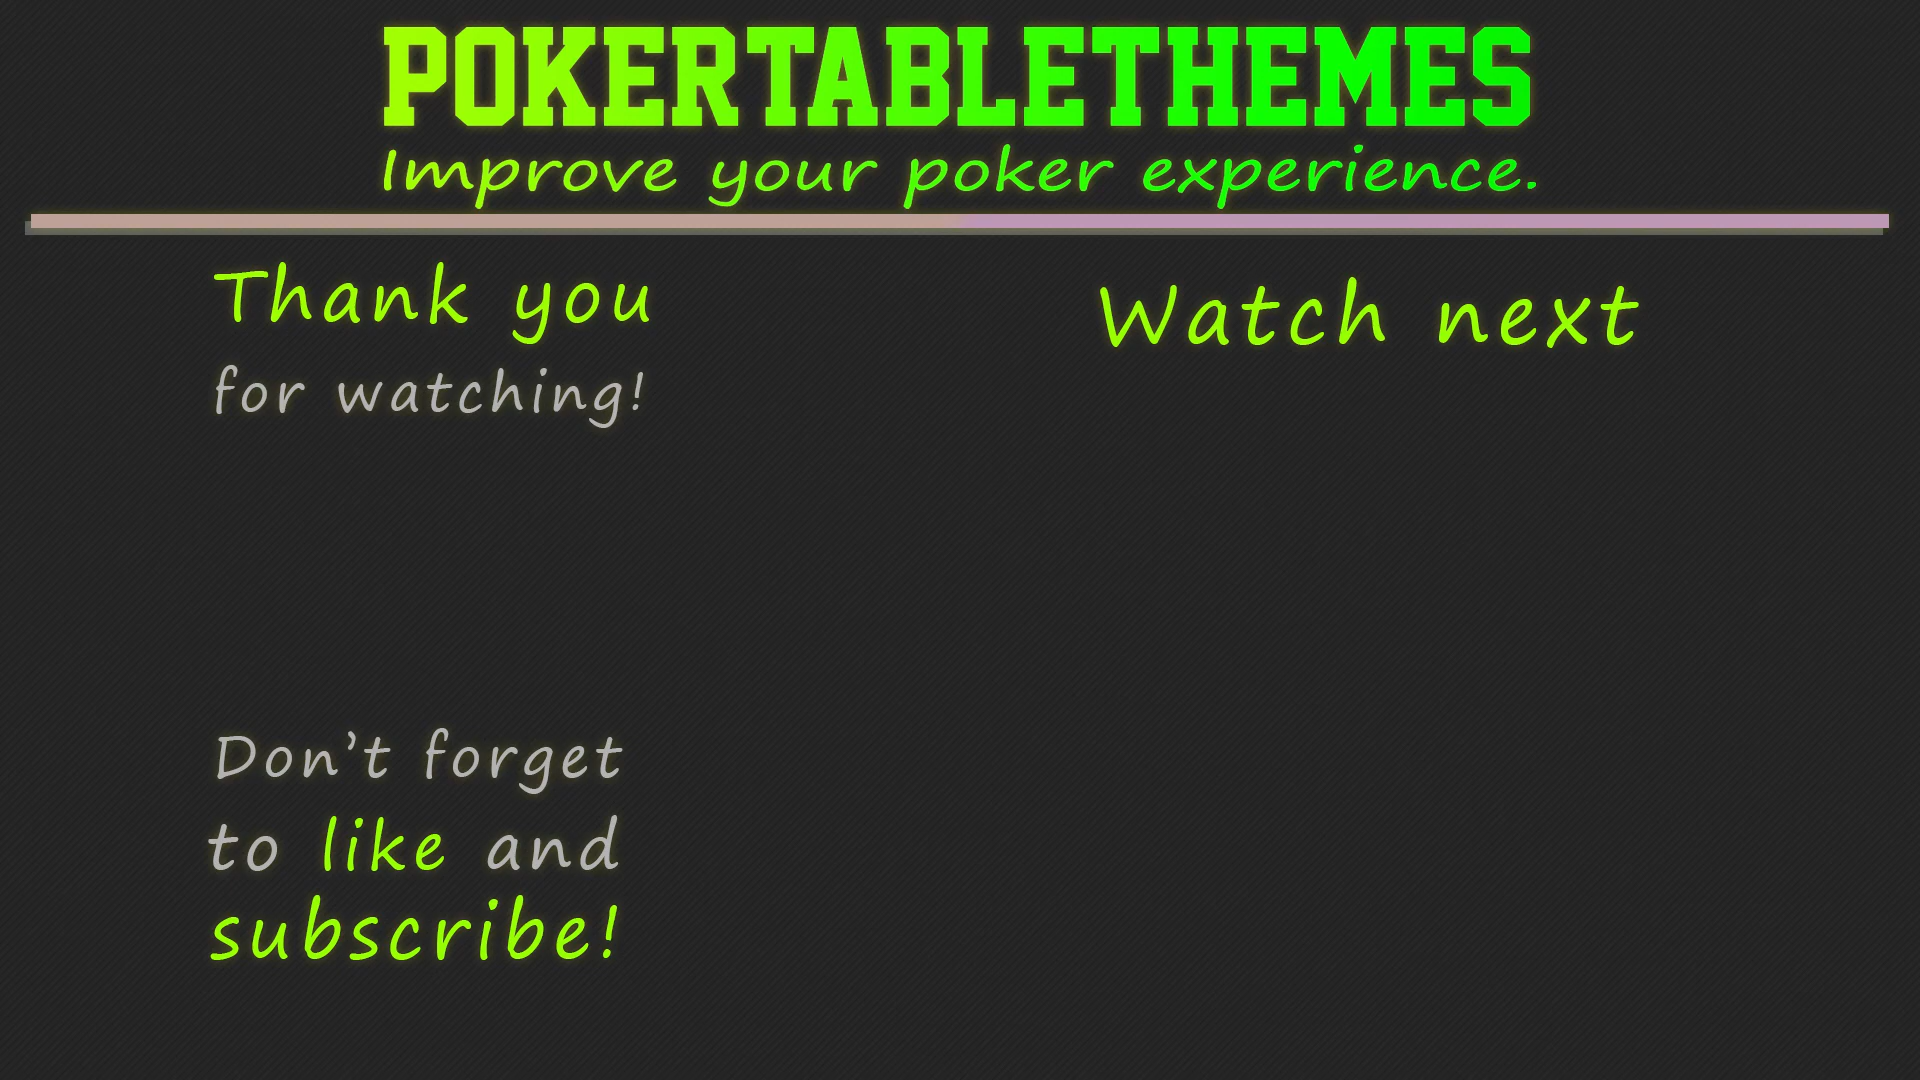 POKERTABLETHEMES
Improve your poker experience.
Thank you
for watching!
Watch next
Don’t forget
to like and
subscribe!